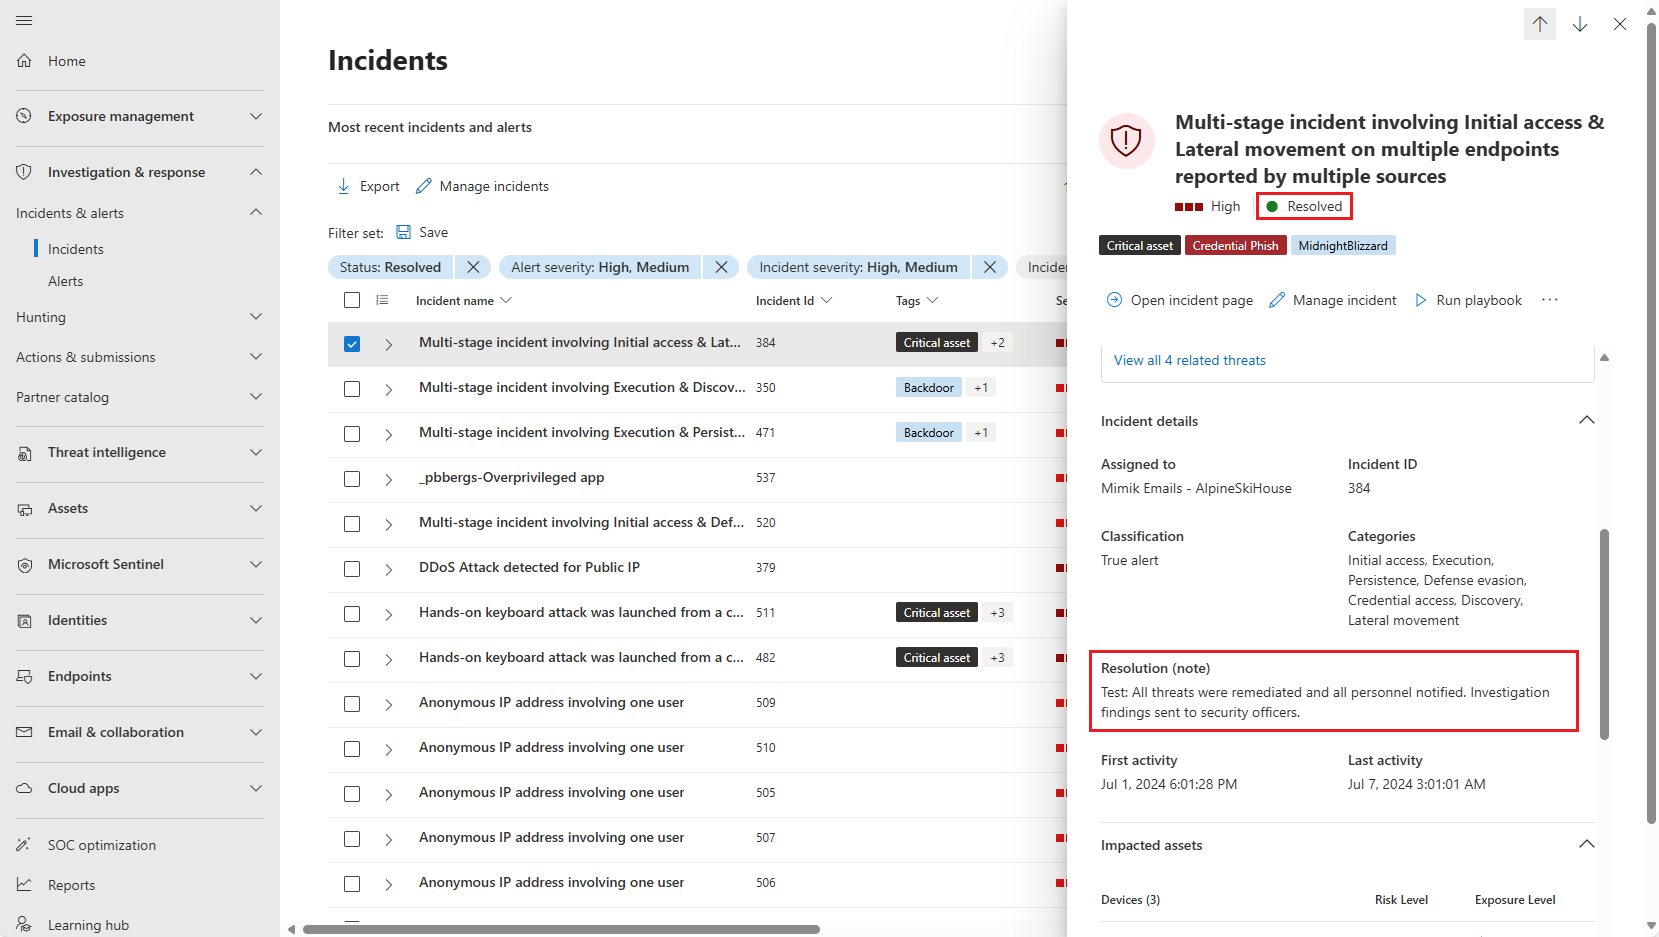 Home
Exposure management
Investigation & response
Incidents & alerts
Incidents
Alerts
Hunting
Actions & submissions
Partner catalog
Threat intelligence
Assets
Microsoft Sentinel
Identities
Endpoints
Email & collaboration
Cloud apps
SOC optimization
Reports
Learning hub
Incidents
Most recent incidents and alerts
Export Manage incidents
Filter set: Save
Status: Resolved Alert severity: High, Medium Incident severity: High, Medium Inciden
Incident name Incident Id Tags Se
Multi-stage incident involving Initial access & Lat... 384 Critical asset +2
Multi-stage incident involving Execution & Discov... 350 Backdoor +1
Multi-stage incident involving Execution & Persist... 471 Backdoor +1
_pbbergs-Overprivileged app 537
Multi-stage incident involving Initial access & Def... 520
DDoS Attack detected for Public IP 379
Hands-on keyboard attack was launched from a c... 511 Critical asset +3
Hands-on keyboard attack was launched from a c... 482 Critical asset +3
Anonymous IP address involving one user 509
Anonymous IP address involving one user 510
Anonymous IP address involving one user 505
Anonymous IP address involving one user 507
Anonymous IP address involving one user 506
Multi-stage incident involving Initial access &
Lateral movement on multiple endpoints
reported by multiple sources
High Resolved
Critical asset Credential Phish MidnightBlizzard
Open incident page Manage incident Run playbook ...
View all 4 related threats
Incident details
Assigned to Incident ID
Mimik Emails - AlpineSkiHouse 384
Classification Categories
True alert Initial access, Execution,
Persistence, Defense evasion,
Credential access, Discovery,
Lateral movement
Resolution (note)
Test: All threats were remediated and all personnel notified. Investigation
findings sent to security officers.
First activity Last activity
Jul 1, 2024 6:01:28 PM Jul 7, 2024 3:01:01 AM
Impacted assets
Devices (3) Risk Level Exposure Level